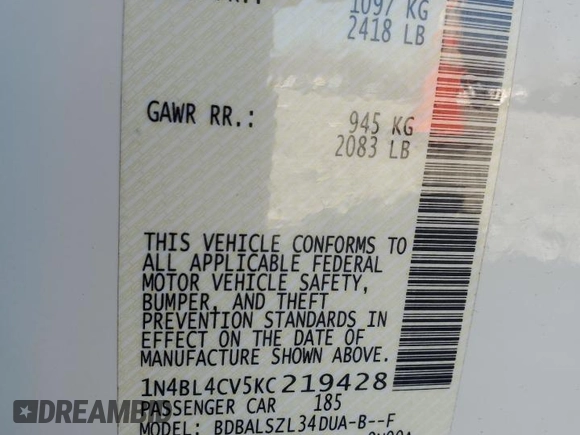 1097 KG
2418 LB
GAWR RR.: 945 KG
2083 LB
THIS VEHICLE CONFORMS TO
ALL APPLICABLE FEDERAL
MOTOR VEHICLE SAFETY,
BUMPER, AND THEFT
PREVENTION STANDARDS IN
EFFECT ON THE DATE OF
MANUFACTURE SHOWN ABOVE.
1N4BL4CV5KC219428
PASSENGER CAR 185
MODEL: BDBALSZL34DUA-B--F
DREAMBID